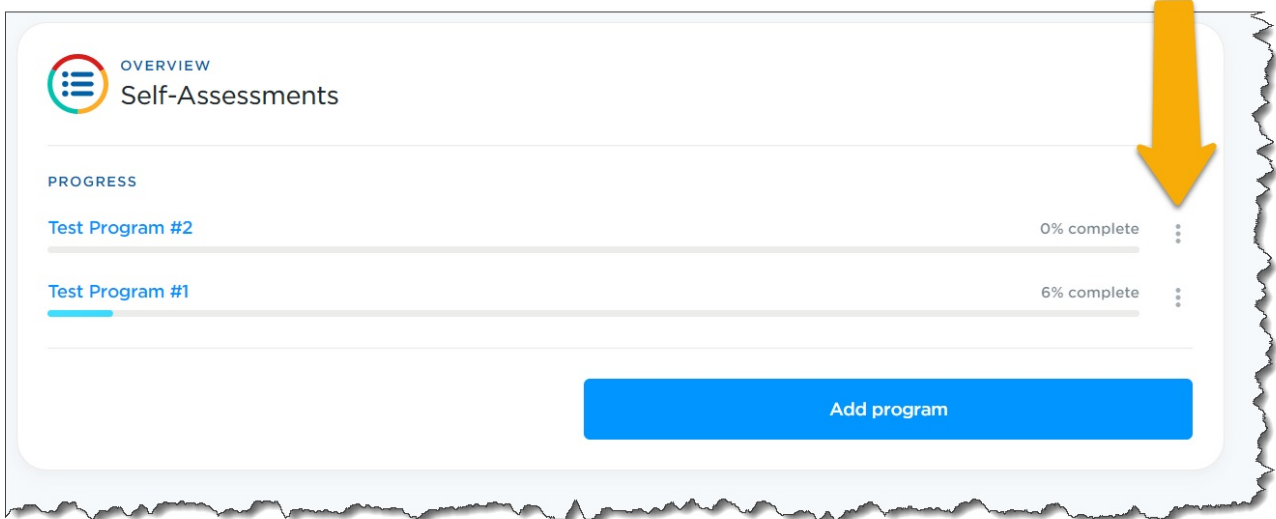 OVERVIEW
Self-Assessments
PROGRESS
Test Program #2
0% complete
Test Program #1
6% complete
Add program